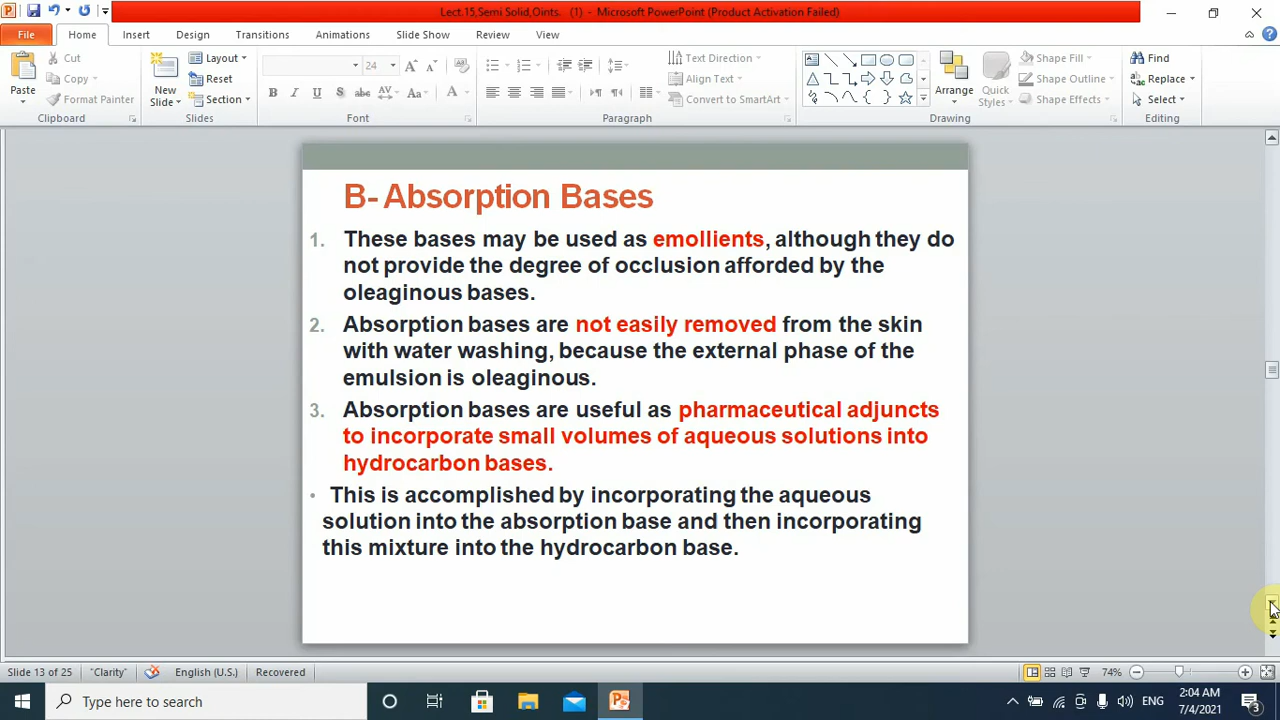 Lect.15,Semi Solid,Oints. (1) - Microsoft PowerPoint (Product Activation Failed)
File Home Insert Design Transitions Animations Slide Show Review View
Cut
Copy
Format Painter
Paste
Clipboard
New
Slide
Layout
Reset
Section
Slides
24
Font
Text Direction
Align Text
Convert to SmartArt
Paragraph
Arrange
Quick
Styles
Shape Fill
Shape Outline
Shape Effects
Drawing
Find
Replace
Select
Editing
B- Absorption Bases
1. These bases may be used as emollients, although they do
not provide the degree of occlusion afforded by the
oleaginous bases.
2. Absorption bases are not easily removed from the skin
with water washing, because the external phase of the
emulsion is oleaginous.
3. Absorption bases are useful as pharmaceutical adjuncts
to incorporate small volumes of aqueous solutions into
hydrocarbon bases.
• This is accomplished by incorporating the aqueous
solution into the absorption base and then incorporating
this mixture into the hydrocarbon base.
Slide 13 of 25 "Clarity" English (U.S.) Recovered 74%
Type here to search
ENG
2:04 AM
7/4/2021
3